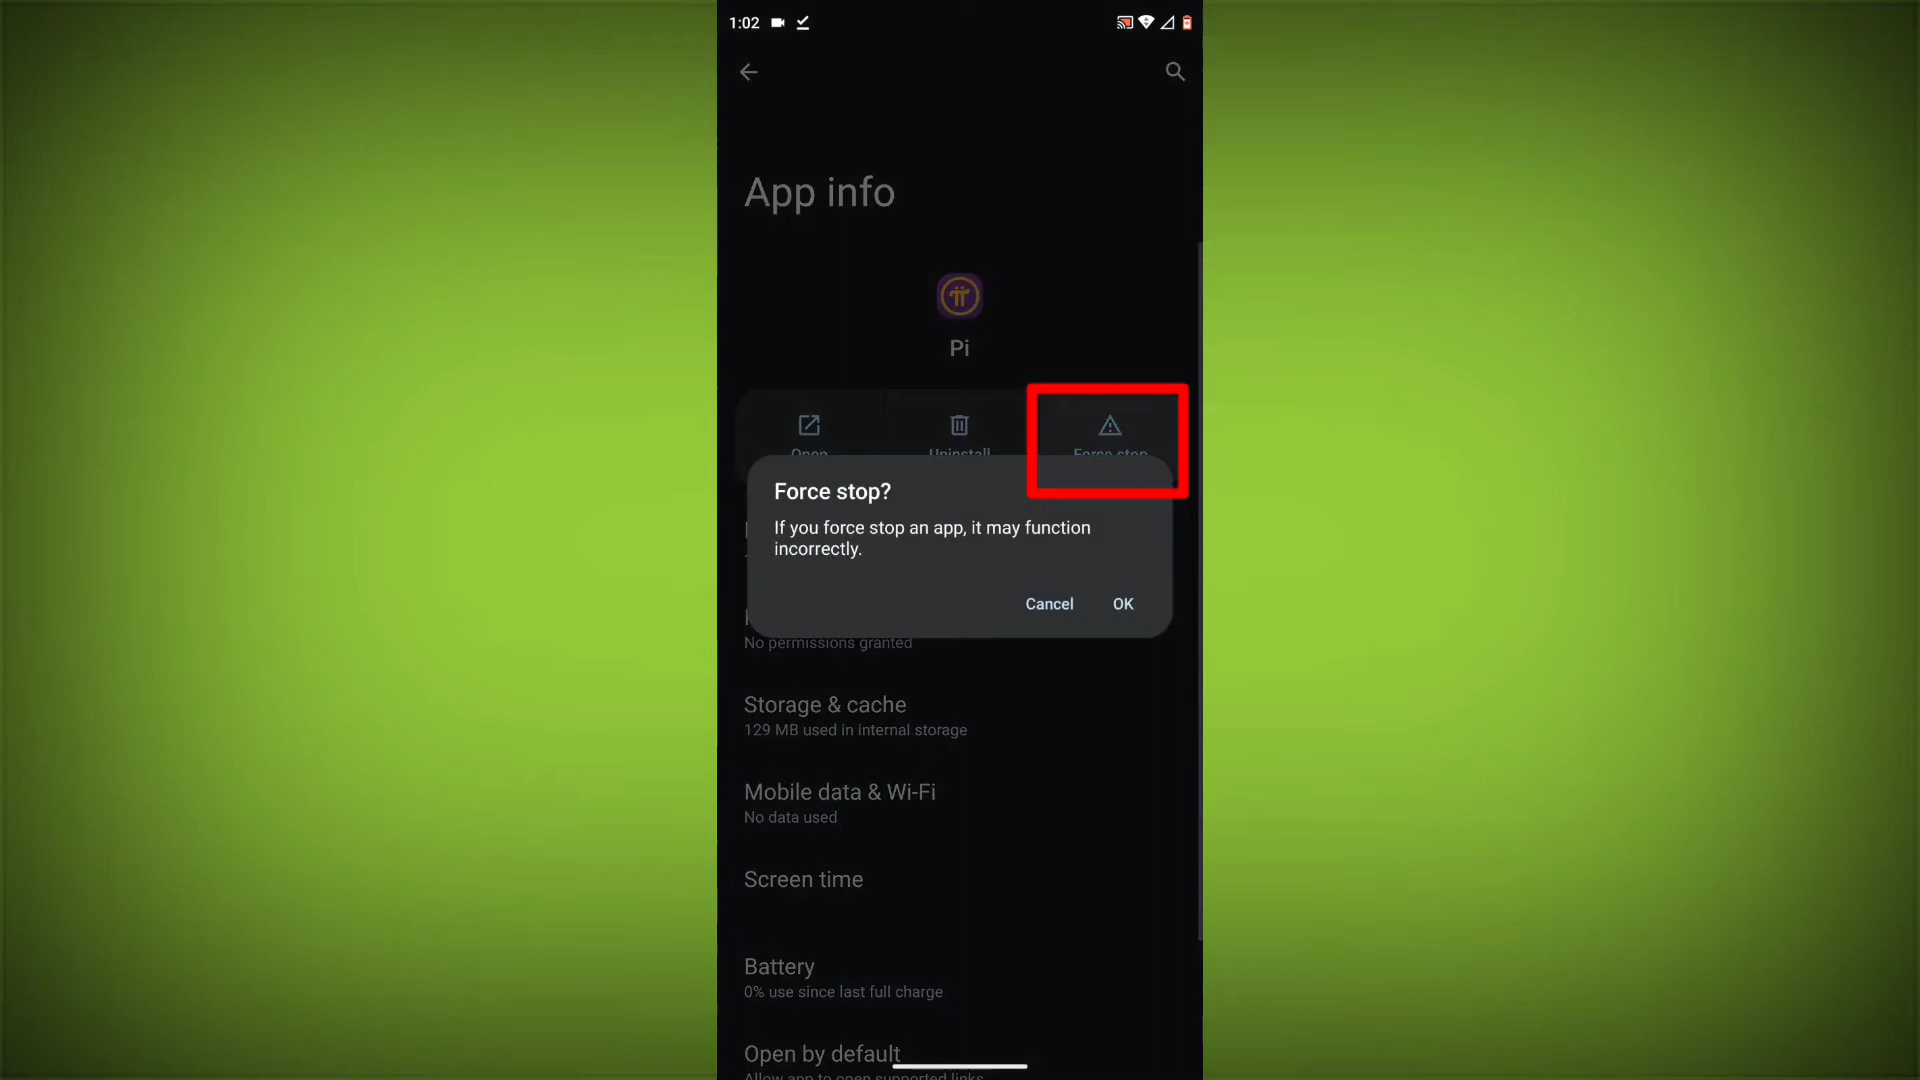 1:02
App info
Pi
Open
Uninstall
Force stop
Force stop?
If you force stop an app, it may function
incorrectly.
Cancel
OK
No permissions granted
Storage & cache
129 MB used in internal storage
Mobile data & Wi-Fi
No data used
Screen time
Battery
0% use since last full charge
Open by default
Allow app to open supported links